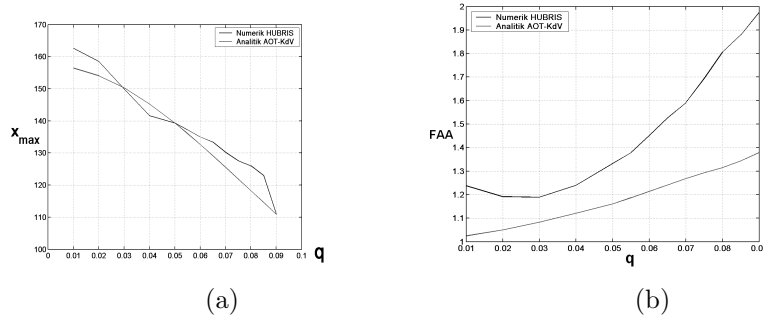 170
160
150
140
130
120
110
100
x_max
0 0.01 0.02 0.03 0.04 0.05 0.06 0.07 0.08 0.09 0.1
q
Numerik HUBRIS
Analitik AOT-KdV
(a)
2
1.9
1.8
1.7
1.6
1.5
1.4
1.3
1.2
1.1
1
FAA
0.01 0.02 0.03 0.04 0.05 0.06 0.07 0.08 0.0
q
Numerik HUBRIS
Analitik AOT-KdV
(b)